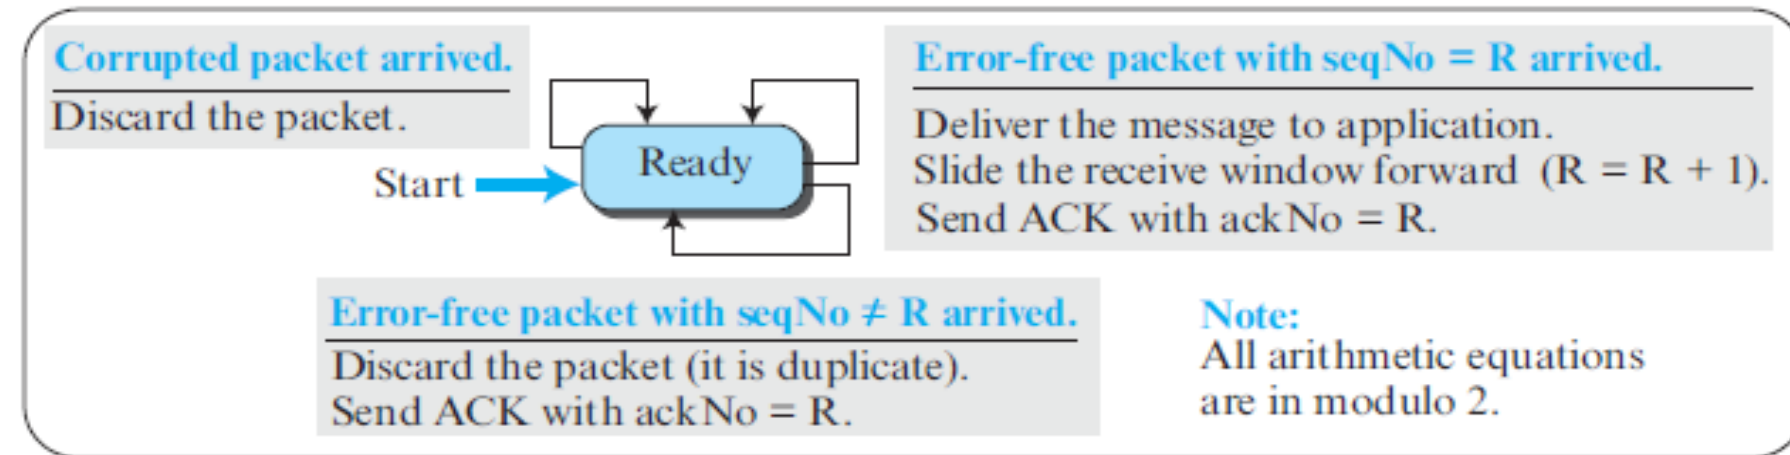 Corrupted packet arrived.
Discard the packet.
Start
Ready
Error-free packet with seqNo = R arrived.
Deliver the message to application.
Slide the receive window forward (R = R + 1).
Send ACK with ackNo = R.
Error-free packet with seqNo ≠ R arrived.
Discard the packet (it is duplicate).
Send ACK with ackNo = R.
Note:
All arithmetic equations
are in modulo 2.